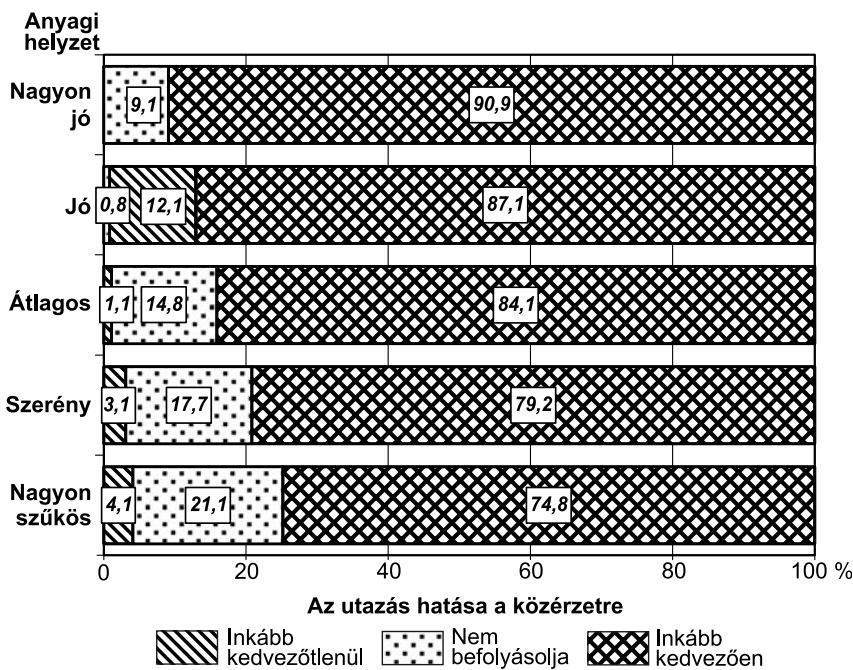 Anyagi
helyzet
Nagyon
jó
9,1
90,9
Jó
0,8
12,1
87,1
Átlagos
1,1
14,8
84,1
Szerény
3,1
17,7
79,2
Nagyon
szűkös
4,1
21,1
74,8
0 20 40 60 80 100 %
Az utazás hatása a közérzetre
Inkább
kedvezőtlenül
Nem
befolyásolja
Inkább
kedvezően